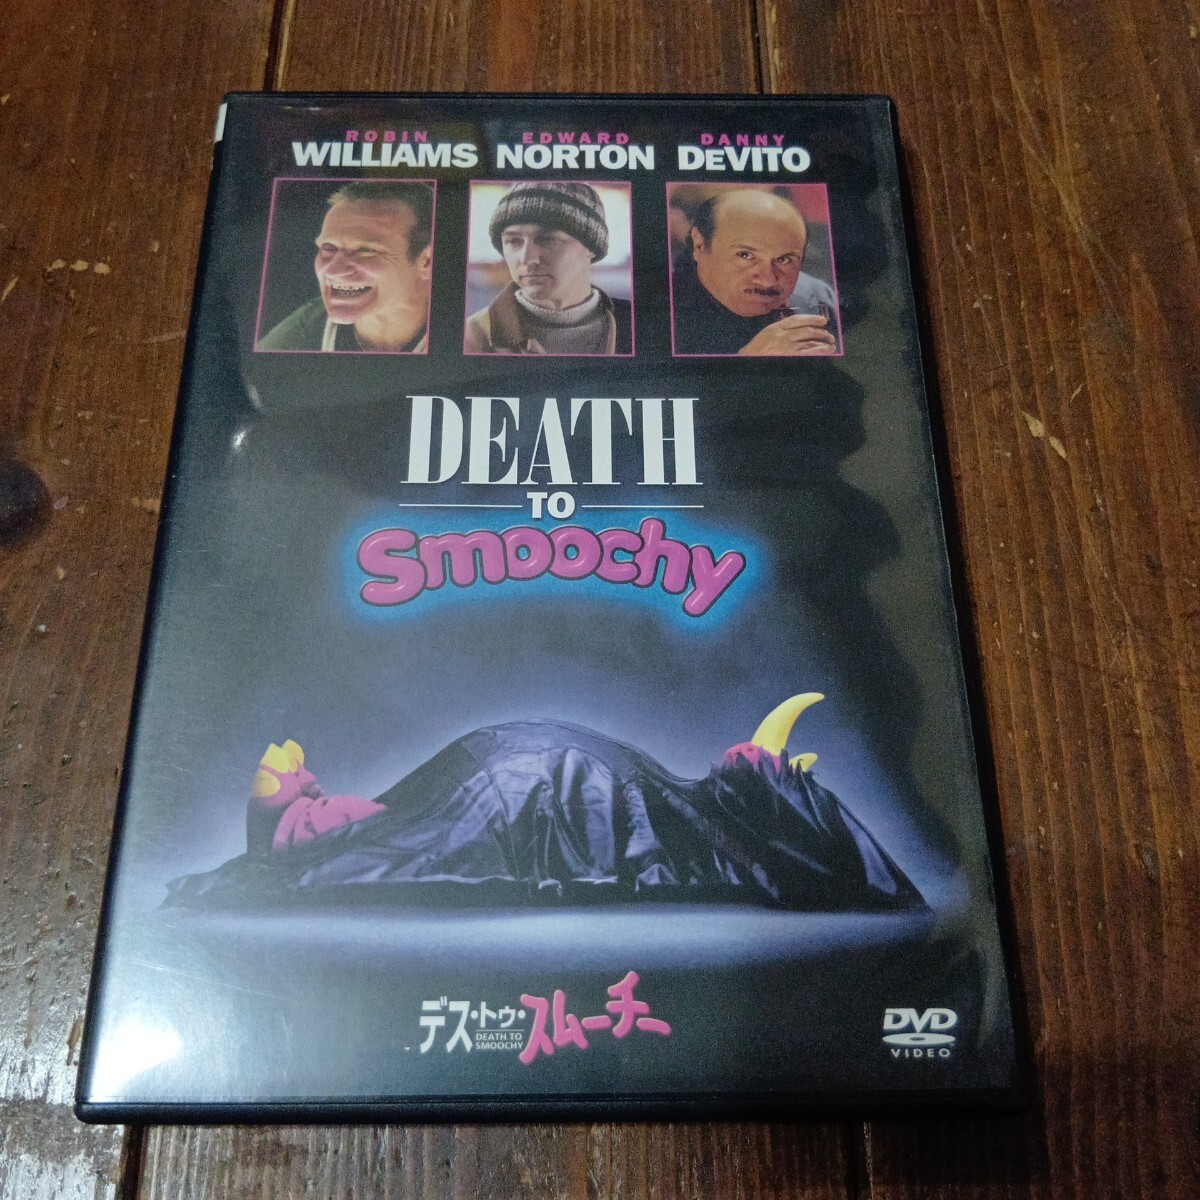 ROBIN EDWARD DANNY
WILLIAMS NORTON DEVITO
DEATH
TO
Smoochy
デス・トゥ・スムーチー
DEATH TO
SMOOCHY
DVD
VIDEO